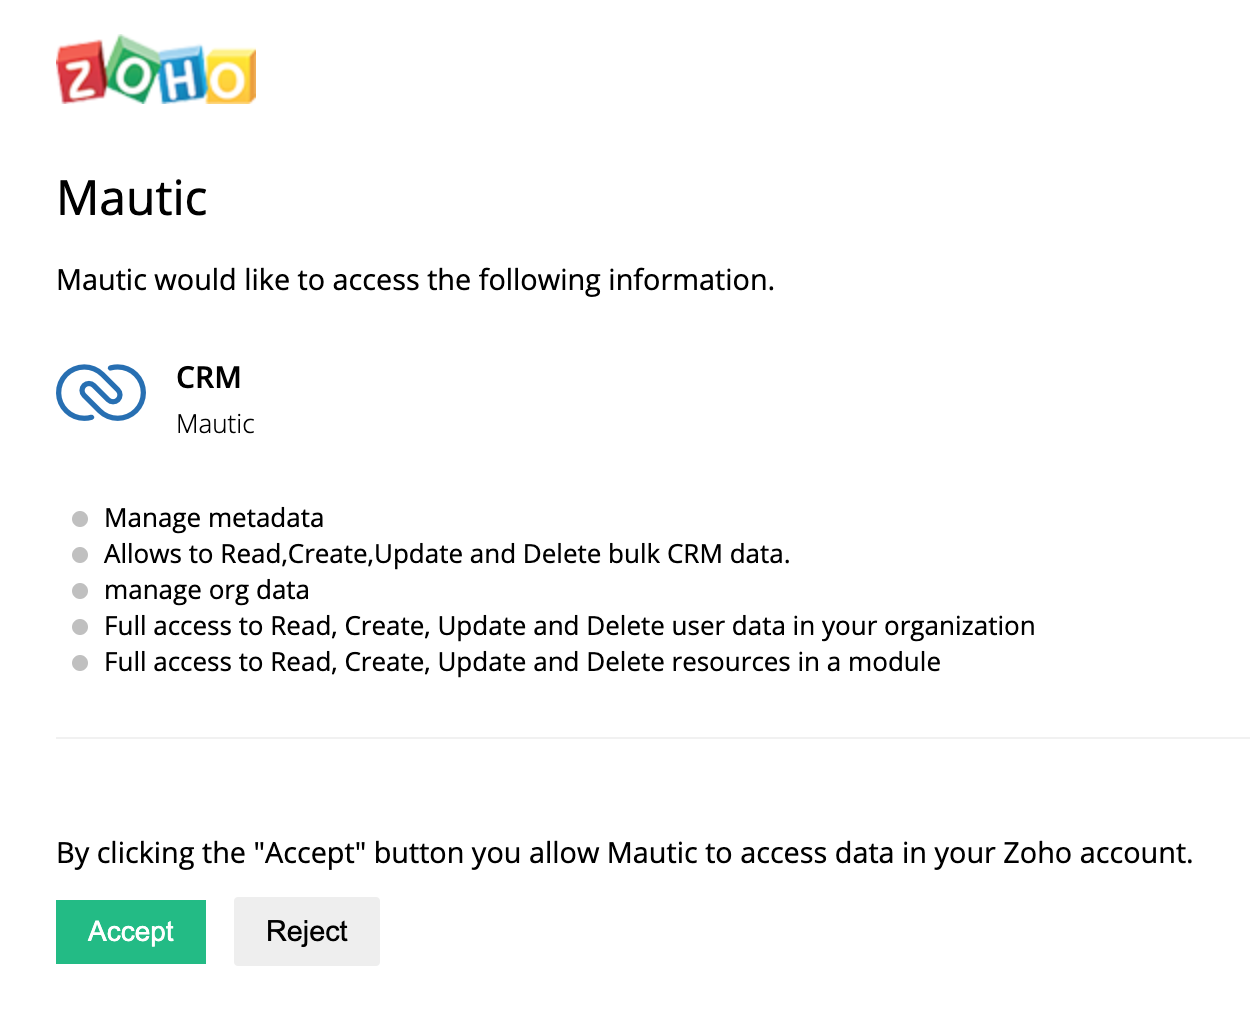 ZOHO
Mautic
Mautic would like to access the following information.
CRM
Mautic
Manage metadata
Allows to Read,Create,Update and Delete bulk CRM data.
manage org data
Full access to Read, Create, Update and Delete user data in your organization
Full access to Read, Create, Update and Delete resources in a module
By clicking the "Accept" button you allow Mautic to access data in your Zoho account.
Accept Reject